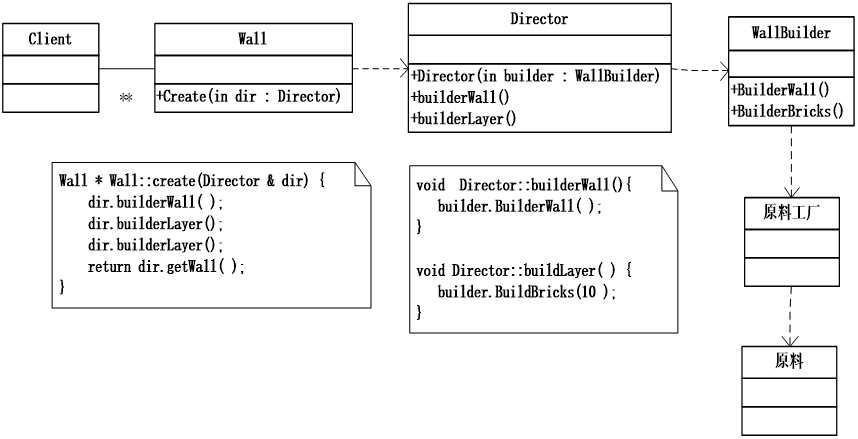 Client
**
Wall
+Create(in dir : Director)
Director
+Director(in builder : WallBuilder)
+builderWall()
+builderLayer()
WallBuilder
+BuilderWall()
+BuilderBricks()
Wall * Wall::create(Director & dir) {
dir.builderWall( );
dir.builderLayer();
dir.builderLayer();
return dir.getWall( );
}
void Director::builderWall(){
builder.BuilderWall( );
}
void Director::buildLayer( ) {
builder.BuildBricks(10 );
}
原料工厂
原料